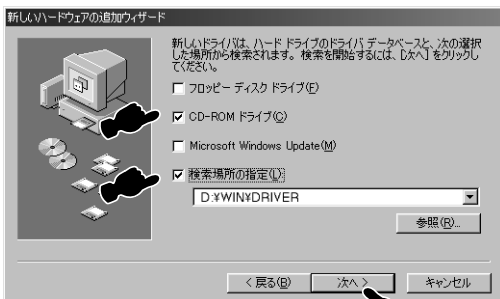 新しいハードウェアの追加ウィザード
新しいドライバは、ハード ドライブのドライバ データベースと、次の選択
した場所から検索されます。検索を開始するには、[次へ] をクリックし
てください。
フロッピー ディスク ドライブ(F)
CD-ROM ドライブ(C)
Microsoft Windows Update(M)
検索場所の指定(L)
D:¥WIN¥DRIVER
参照(R)...
< 戻る(B)
次へ >
キャンセル